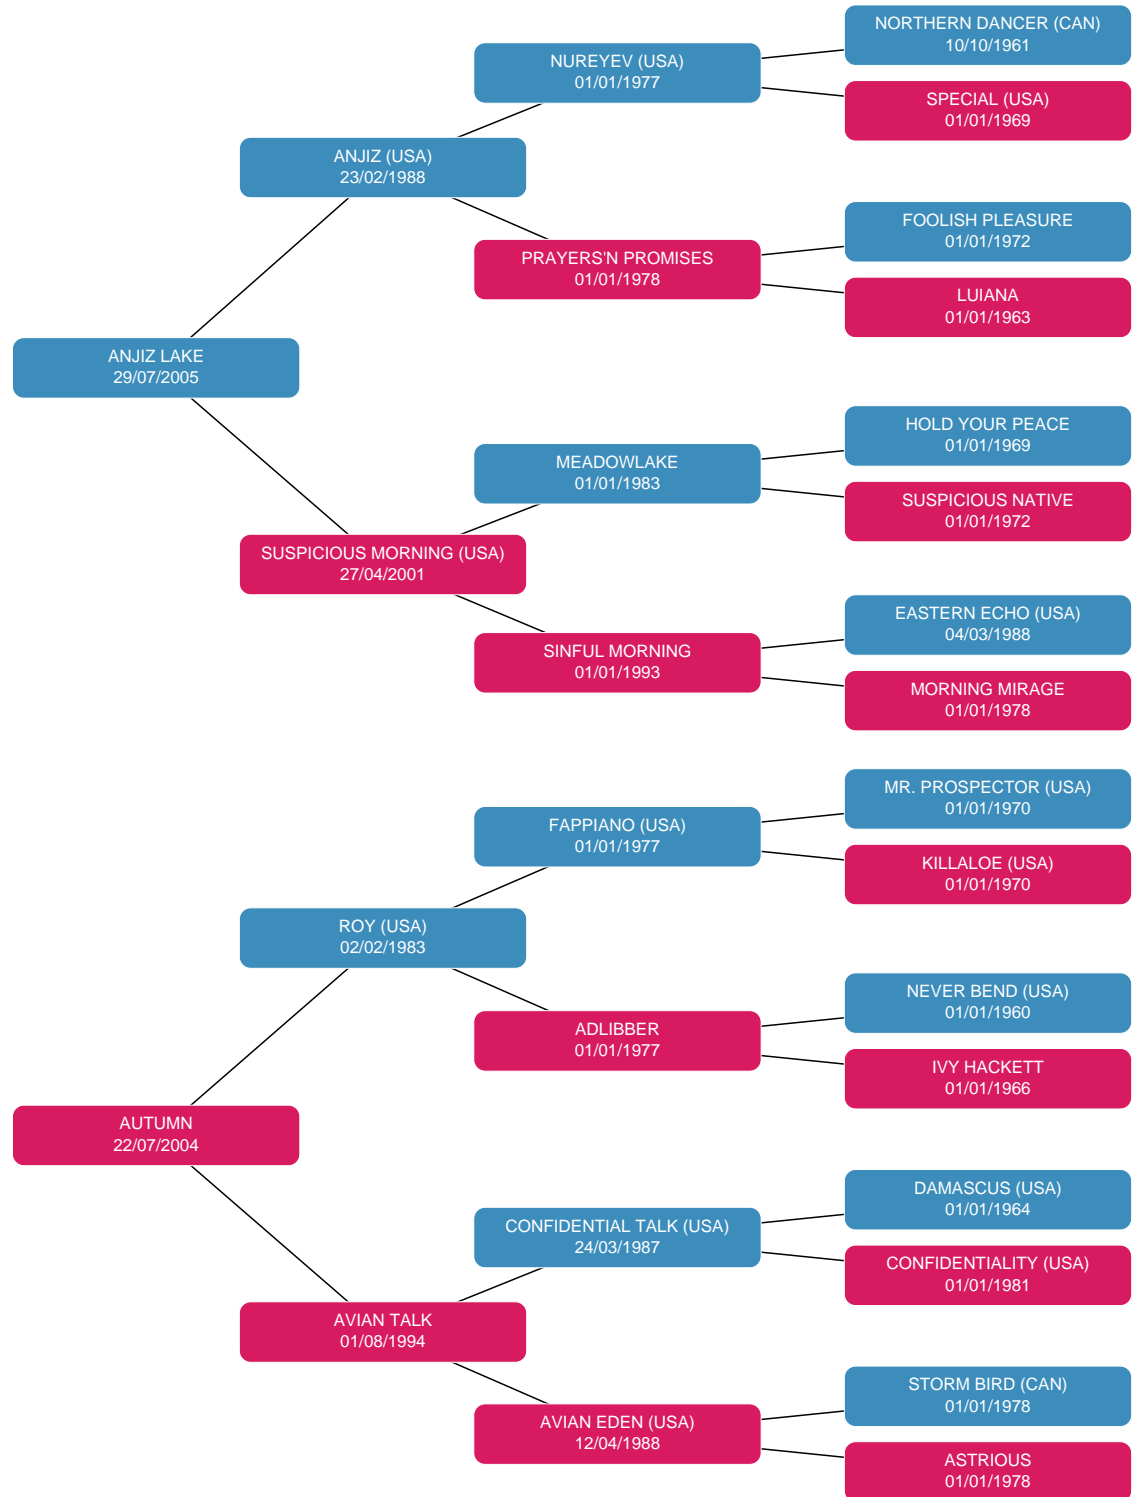 NORTHERN DANCER (CAN)
10/10/1961
NUREYEV (USA)
01/01/1977
SPECIAL (USA)
01/01/1969
ANJIZ (USA)
23/02/1988
FOOLISH PLEASURE
01/01/1972
PRAYERS'N PROMISES
01/01/1978
LUIANA
01/01/1963
ANJIZ LAKE
29/07/2005
HOLD YOUR PEACE
01/01/1969
MEADOWLAKE
01/01/1983
SUSPICIOUS NATIVE
01/01/1972
SUSPICIOUS MORNING (USA)
27/04/2001
EASTERN ECHO (USA)
04/03/1988
SINFUL MORNING
01/01/1993
MORNING MIRAGE
01/01/1978
MR. PROSPECTOR (USA)
01/01/1970
FAPPIANO (USA)
01/01/1977
KILLALOE (USA)
01/01/1970
ROY (USA)
02/02/1983
NEVER BEND (USA)
01/01/1960
ADLIBBER
01/01/1977
IVY HACKETT
01/01/1966
AUTUMN
22/07/2004
DAMASCUS (USA)
01/01/1964
CONFIDENTIAL TALK (USA)
24/03/1987
CONFIDENTIALITY (USA)
01/01/1981
AVIAN TALK
01/08/1994
STORM BIRD (CAN)
01/01/1978
AVIAN EDEN (USA)
12/04/1988
ASTRIOUS
01/01/1978